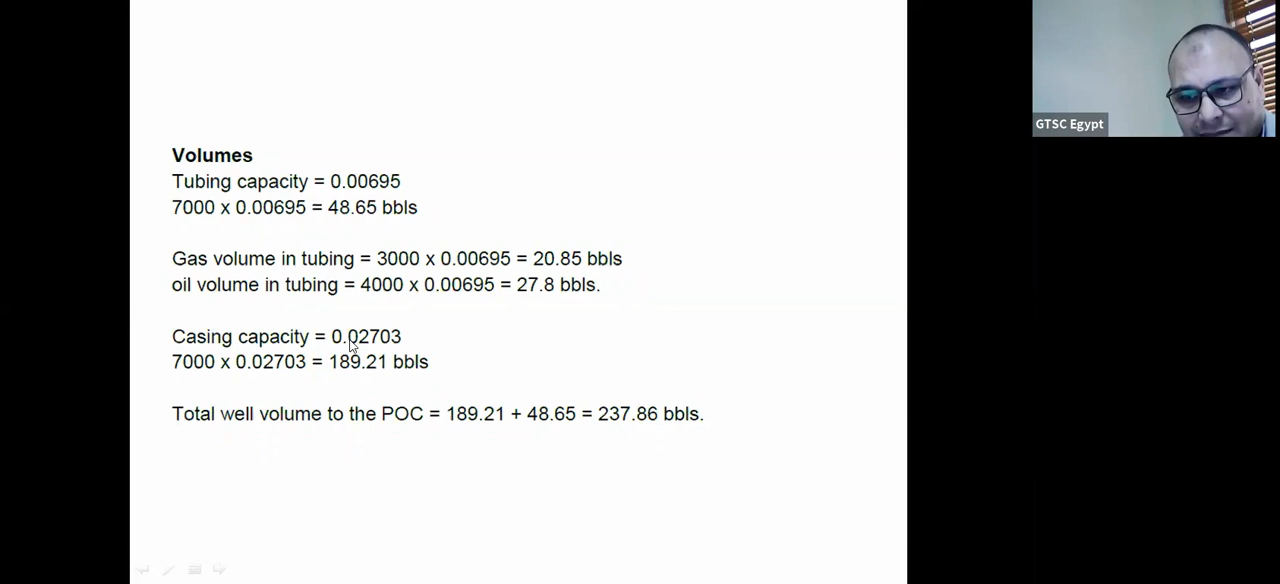 Volumes
Tubing capacity = 0.00695
7000 x 0.00695 = 48.65 bbls
Gas volume in tubing = 3000 x 0.00695 = 20.85 bbls
oil volume in tubing = 4000 x 0.00695 = 27.8 bbls.
Casing capacity = 0.02703
7000 x 0.02703 = 189.21 bbls
Total well volume to the POC = 189.21 + 48.65 = 237.86 bbls.
GTSC Egypt